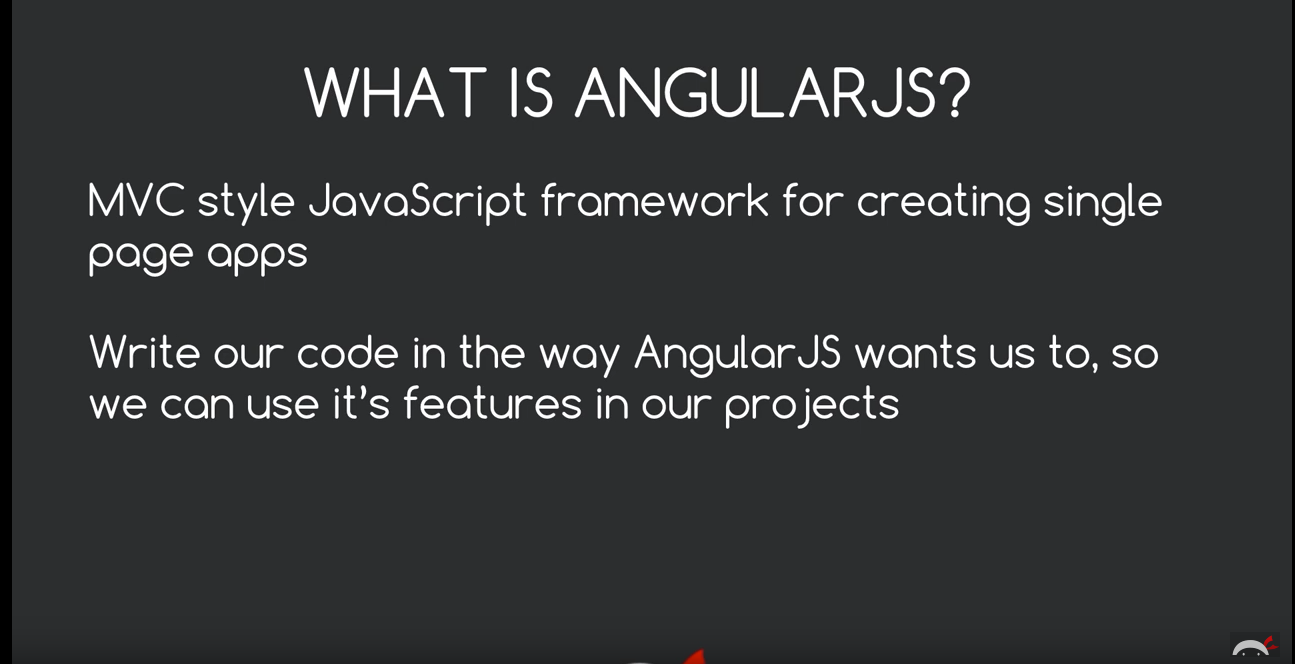 WHAT IS ANGULARJS?
MVC style JavaScript framework for creating single
page apps
Write our code in the way AngularJS wants us to, so
we can use it’s features in our projects